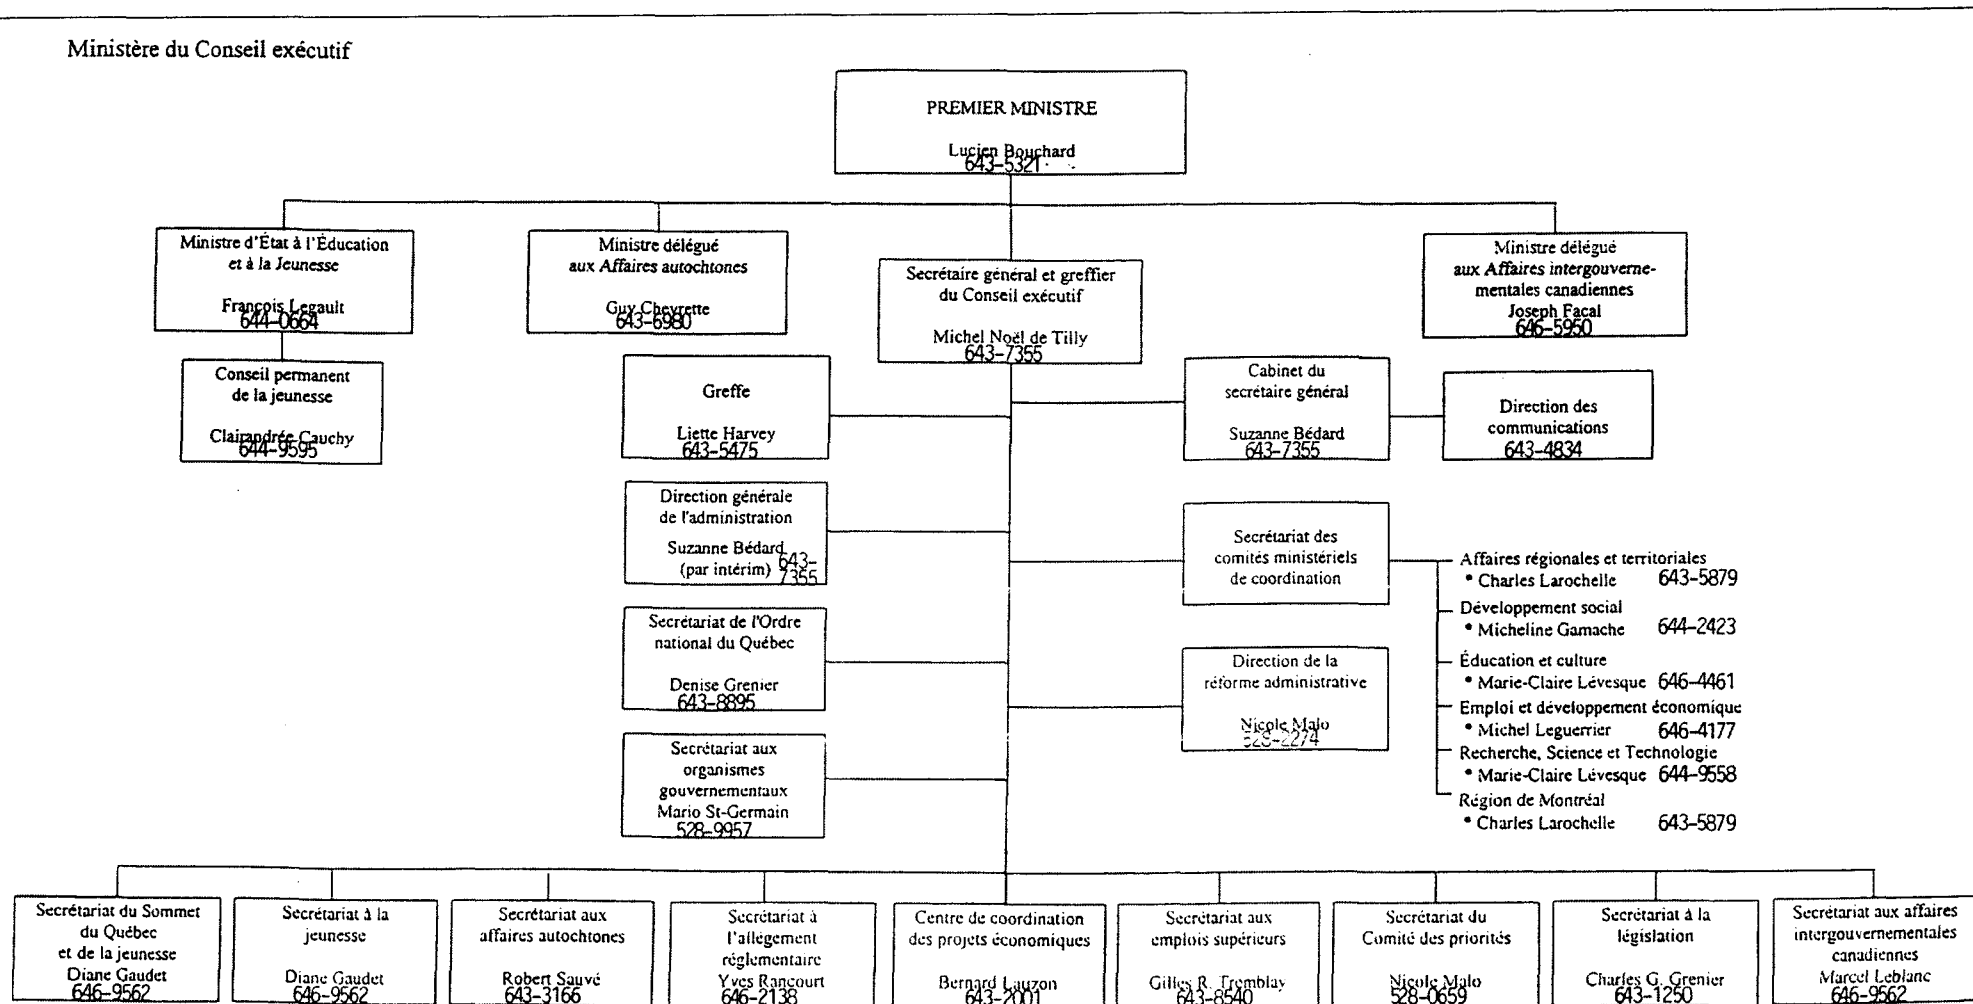 Ministère du Conseil exécutif
PREMIER MINISTRE
Lucien Bouchard
643-5321
Ministre d'État à l'Éducation
et à la Jeunesse
François Legault
644-0664
Ministre délégué
aux Affaires autochtones
Guy Chevrette
643-6980
Secrétaire général et greffier
du Conseil exécutif
Michel Noël de Tilly
643-7355
Ministre délégué
aux Affaires intergouverne-
mentales canadiennes
Joseph Facal
646-5950
Conseil permanent
de la jeunesse
Clairandrée Cauchy
644-9595
Greffe
Liette Harvey
643-5475
Cabinet du
secrétaire général
Suzanne Bédard
643-7355
Direction des
communications
643-4834
Direction générale
de l'administration
Suzanne Bédard
(par intérim) 643-
7355
Secrétariat des
comités ministériels
de coordination
Affaires régionales et territoriales
• Charles Larochelle 643-5879
Développement social
• Micheline Gamache 644-2423
Éducation et culture
• Marie-Claire Lévesque 646-4461
Emploi et développement économique
• Michel Leguerrier 646-4177
Recherche, Science et Technologie
• Marie-Claire Lévesque 644-9558
Région de Montréal
• Charles Larochelle 643-5879
Secrétariat de l'Ordre
national du Québec
Denise Grenier
643-8895
Direction de la
réforme administrative
Nicole Malo
528-2274
Secrétariat aux
organismes
gouvernementaux
Mario St-Germain
528-9957
Secrétariat du Sommet
du Québec
et de la jeunesse
Diane Gaudet
646-9562
Secrétariat à la
jeunesse
Diane Gaudet
646-9562
Secrétariat aux
affaires autochtones
Robert Sauvé
643-3166
Secrétariat à
l'allégement
réglementaire
Yves Rancourt
646-2138
Centre de coordination
des projets économiques
Bernard Lauzon
643-2001
Secrétariat aux
emplois supérieurs
Gilles R. Tremblay
643-8540
Secrétariat du
Comité des priorités
Nicole Malo
528-0659
Secrétariat à la
législation
Charles G. Grenier
643-1250
Secrétariat aux affaires
intergouvernementales
canadiennes
Marcel Leblanc
646-9562